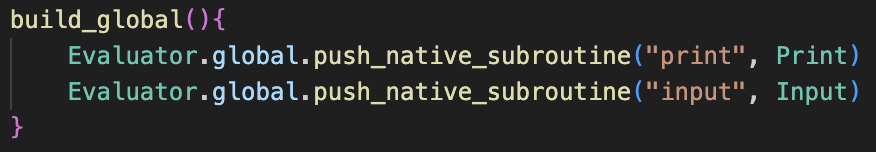 build_global(){
Evaluator.global.push_native_subroutine("print", Print)
Evaluator.global.push_native_subroutine("input", Input)
}